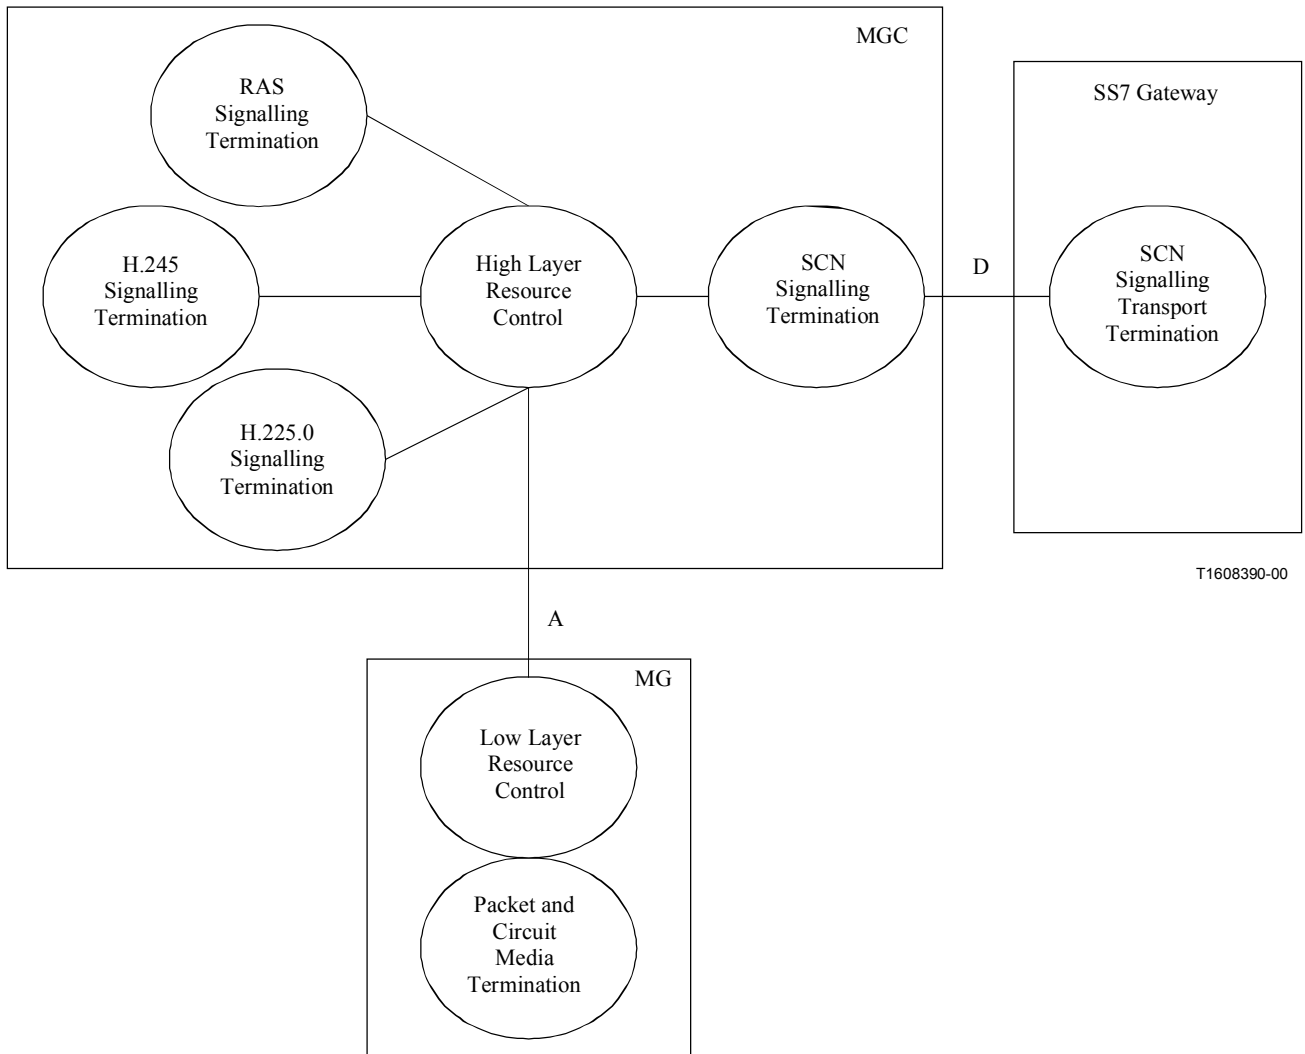 MGC
RAS
Signalling
Termination
SS7 Gateway
H.245
Signalling
Termination
High Layer
Resource
Control
SCN
Signalling
Termination
D
SCN
Signalling
Transport
Termination
H.225.0
Signalling
Termination
T1608390-00
A
MG
Low Layer
Resource
Control
Packet and
Circuit
Media
Termination